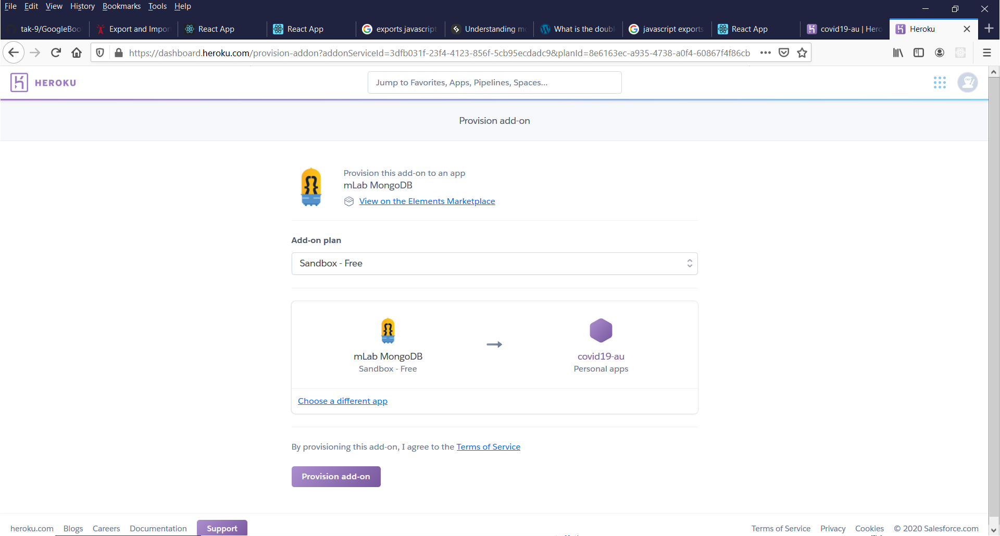 File Edit View History Bookmarks Tools Help
tak-9/GoogleBoo Export and Impor React App React App exports javascript Understanding mo What is the doubl javascript exports React App covid19-au | Hero Heroku
https://dashboard.heroku.com/provision-addon?addonServiceId=3dfb031f-23f4-4123-856f-5cb95ecdadc9&planId=8e6163ec-a935-4738-a0f4-60867f4f86cb
HEROKU
Jump to Favorites, Apps, Pipelines, Spaces...
Provision add-on
Provision this add-on to an app
mLab MongoDB
View on the Elements Marketplace
Add-on plan
Sandbox - Free
mLab MongoDB
Sandbox - Free
covid19-au
Personal apps
Choose a different app
By provisioning this add-on, I agree to the Terms of Service
Provision add-on
heroku.com Blogs Careers Documentation Support Terms of Service Privacy Cookies © 2020 Salesforce.com